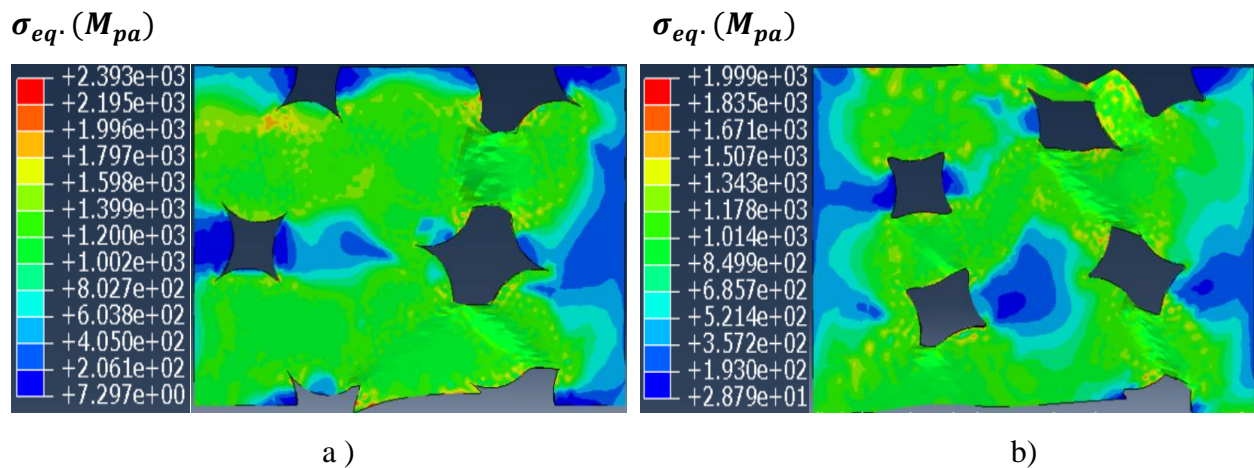 σ_eq. (M_pa)
σ_eq. (M_pa)
+2.393e+03
+2.195e+03
+1.996e+03
+1.797e+03
+1.598e+03
+1.399e+03
+1.200e+03
+1.002e+03
+8.027e+02
+6.038e+02
+4.050e+02
+2.061e+02
+7.297e+00
+1.999e+03
+1.835e+03
+1.671e+03
+1.507e+03
+1.343e+03
+1.178e+03
+1.014e+03
+8.499e+02
+6.857e+02
+5.214e+02
+3.572e+02
+1.930e+02
+2.879e+01
a )
b)